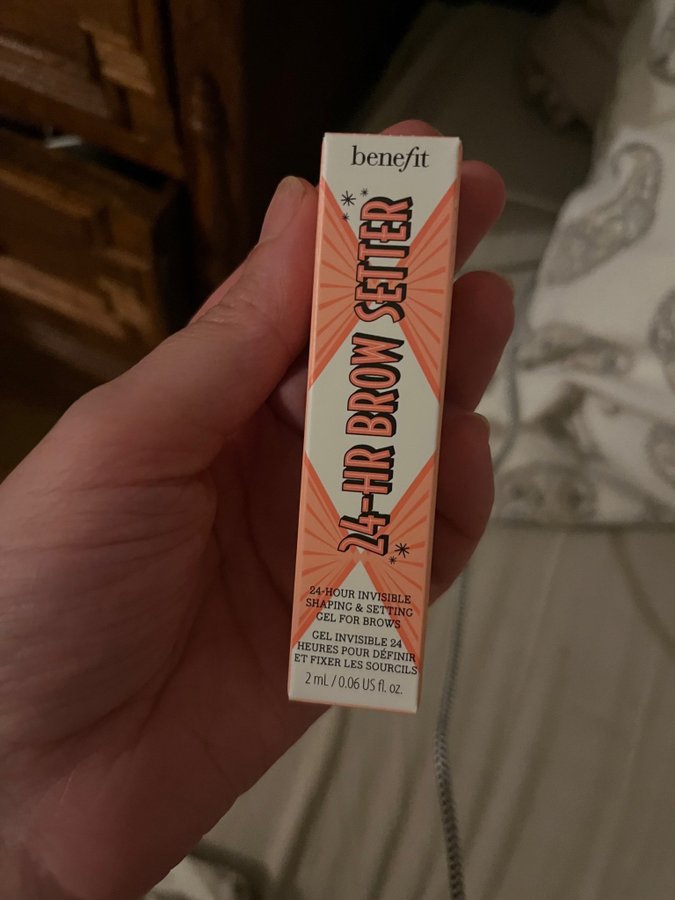 benefit
24-HR BROW SETTER
24-HOUR INVISIBLE
SHAPING & SETTING
GEL FOR BROWS
GEL INVISIBLE 24
HEURES POUR DÉFINIR
ET FIXER LES SOURCILS
2 mL / 0.06 US fl. oz.